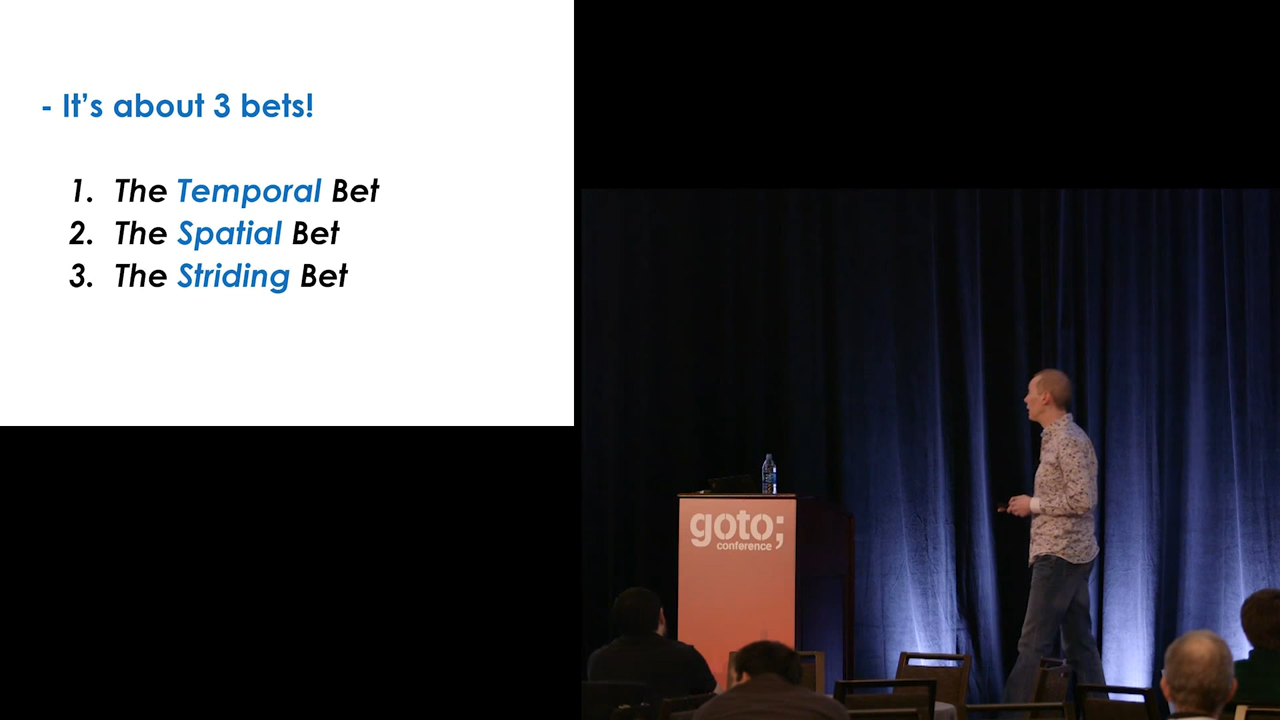 - It's about 3 bets!
1. The Temporal Bet
2. The Spatial Bet
3. The Striding Bet
goto;
conference